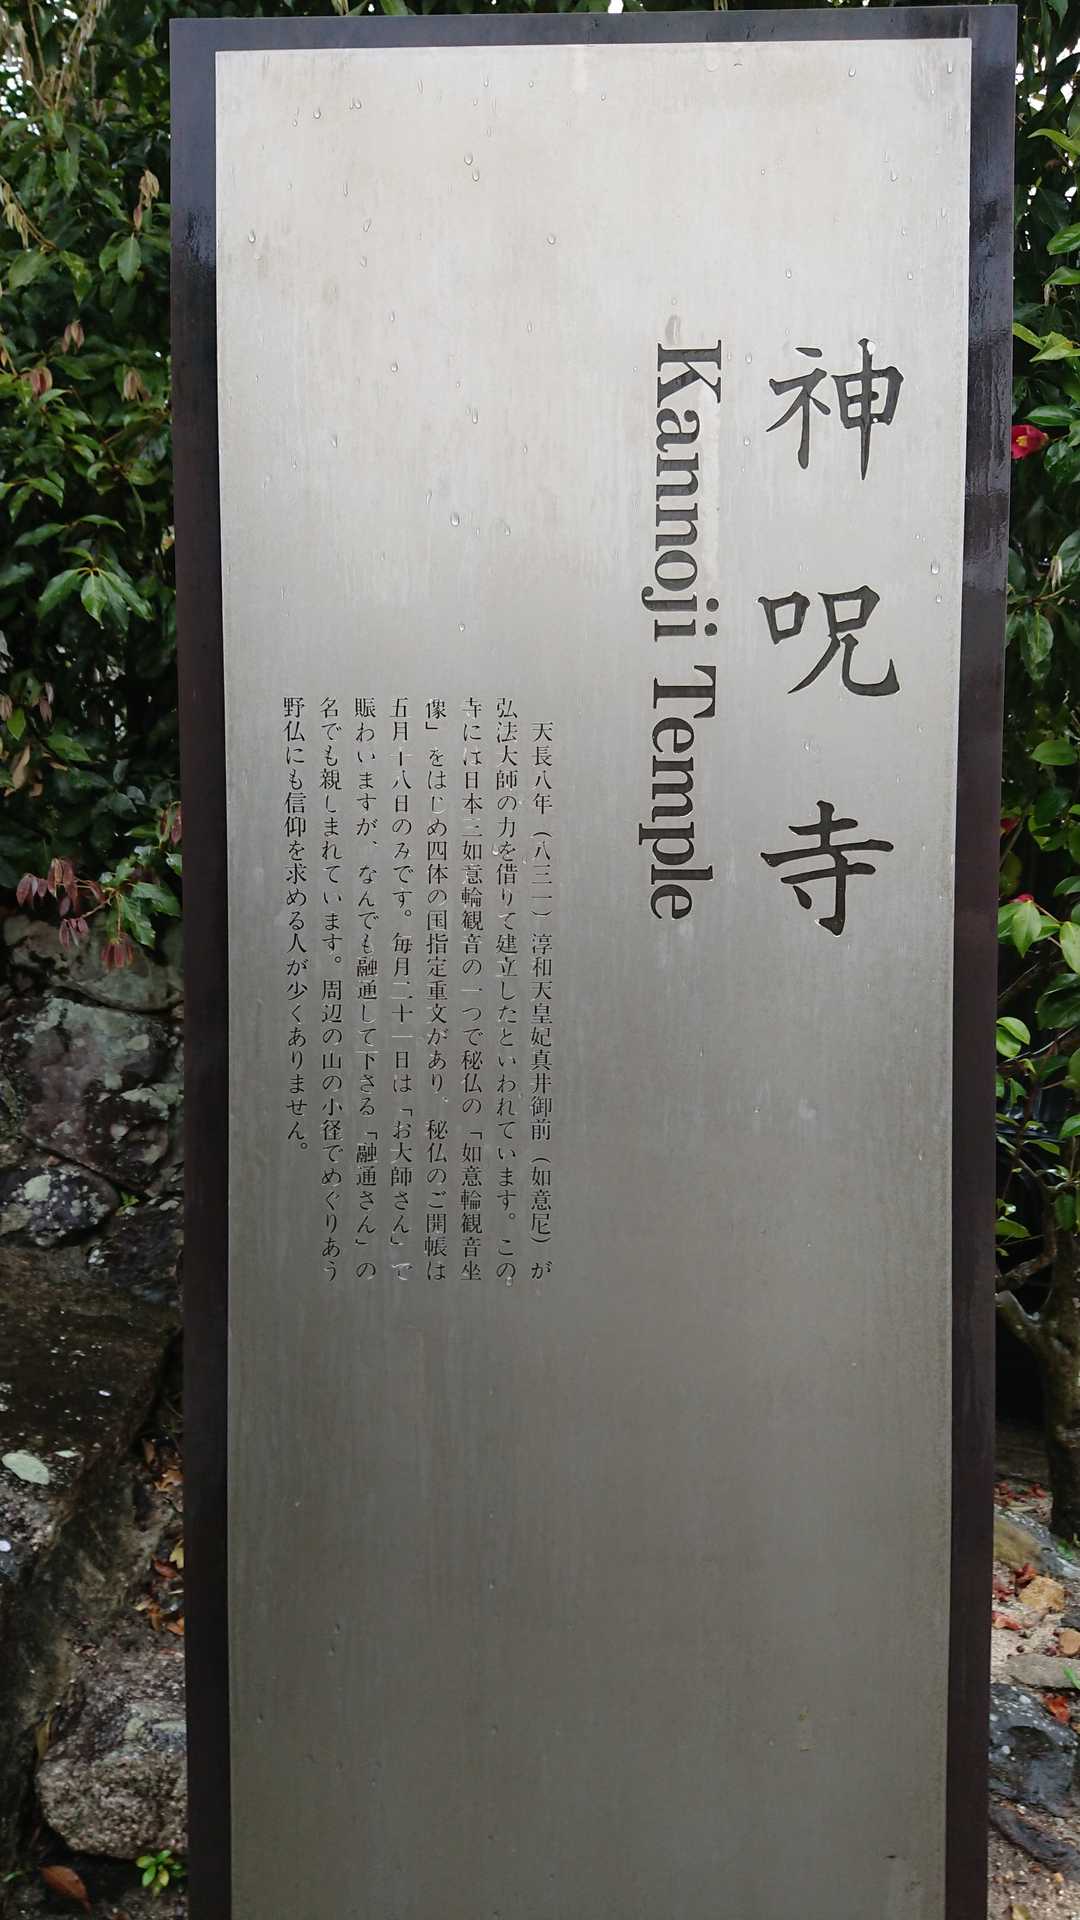 神呪寺
Kannoji Temple
天長八年（八三一）淳和天皇妃真井御前（如意尼）が
弘法大師の力を借りて建立したといわれています。この
寺には日本三如意輪観音の一つで秘仏の「如意輪観音坐
像」をはじめ四体の国指定重文があり、秘仏のご開帳は
五月十八日のみです。毎月二十一日は「お大師さん」で
賑わいますが、なんでも融通して下さる「融通さん」の
名でも親しまれています。周辺の山の小径でめぐりあう
野仏にも信仰を求める人が少くありません。